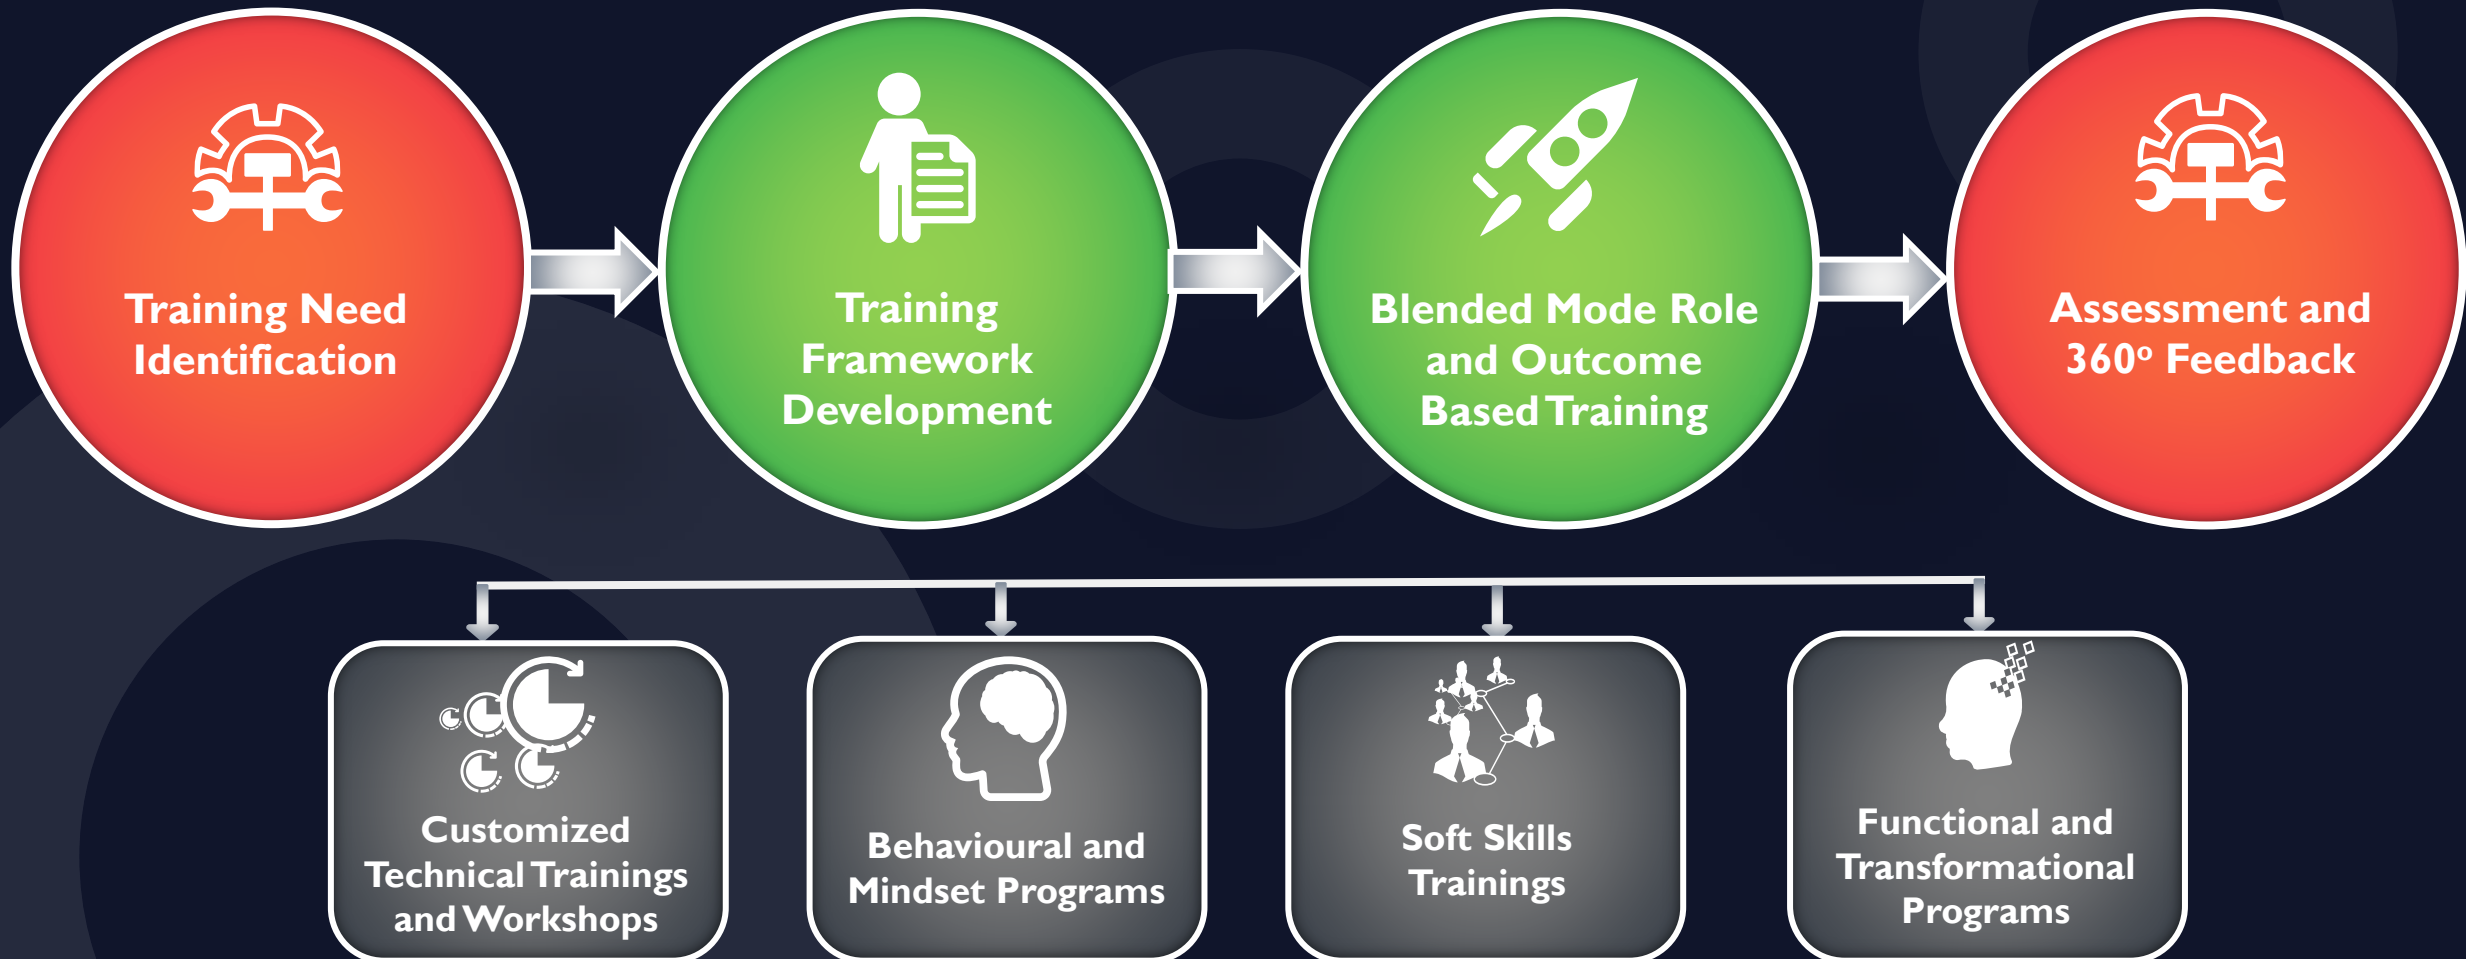 Training Need
Identification
Training
Framework
Development
Blended Mode Role
and Outcome
Based Training
Assessment and
360º Feedback
Customized
Technical Trainings
and Workshops
Behavioural and
Mindset Programs
Soft Skills
Trainings
Functional and
Transformational
Programs